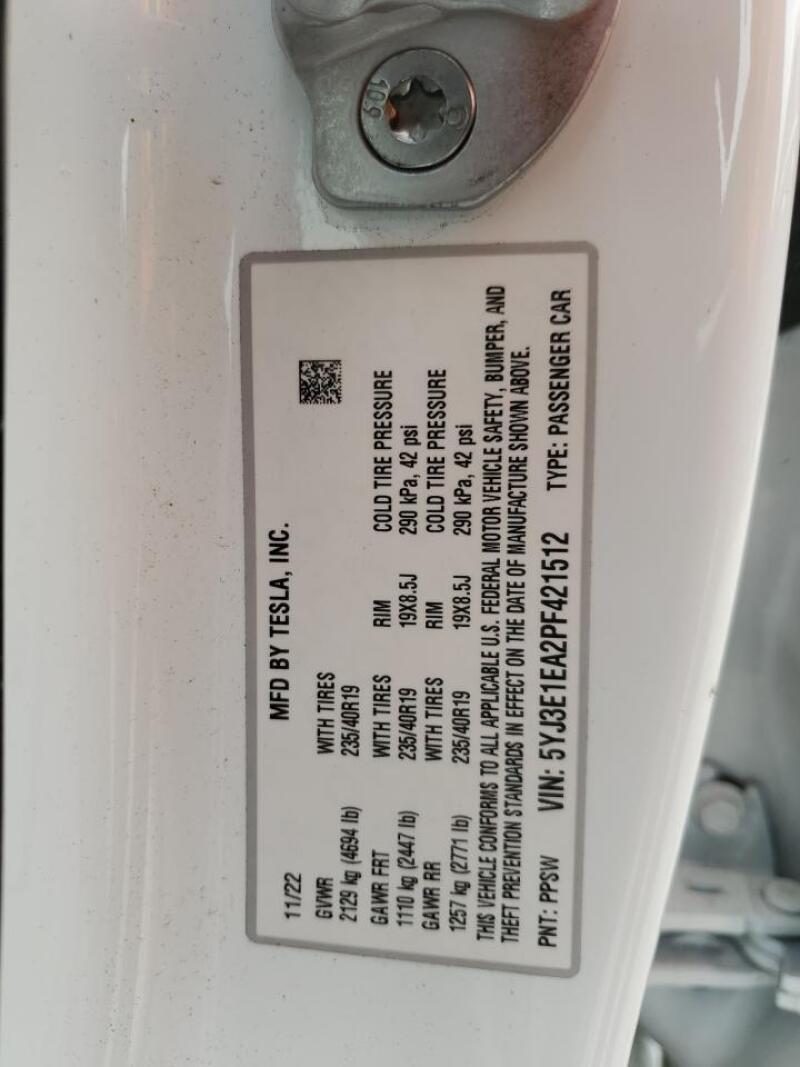 10.9
MFD BY TESLA, INC.
11/22
GVWR WITH TIRES
2129 kg (4694 lb) 235/40R19
GAWR FRT WITH TIRES RIM COLD TIRE PRESSURE
1110 kg (2447 lb) 235/40R19 19X8.5J 290 kPa, 42 psi
GAWR RR WITH TIRES RIM COLD TIRE PRESSURE
1257 kg (2771 lb) 235/40R19 19X8.5J 290 kPa, 42 psi
THIS VEHICLE CONFORMS TO ALL APPLICABLE U.S. FEDERAL MOTOR VEHICLE SAFETY, BUMPER, AND
THEFT PREVENTION STANDARDS IN EFFECT ON THE DATE OF MANUFACTURE SHOWN ABOVE.
PNT: PPSW VIN: 5YJ3E1EA2PF421512 TYPE: PASSENGER CAR